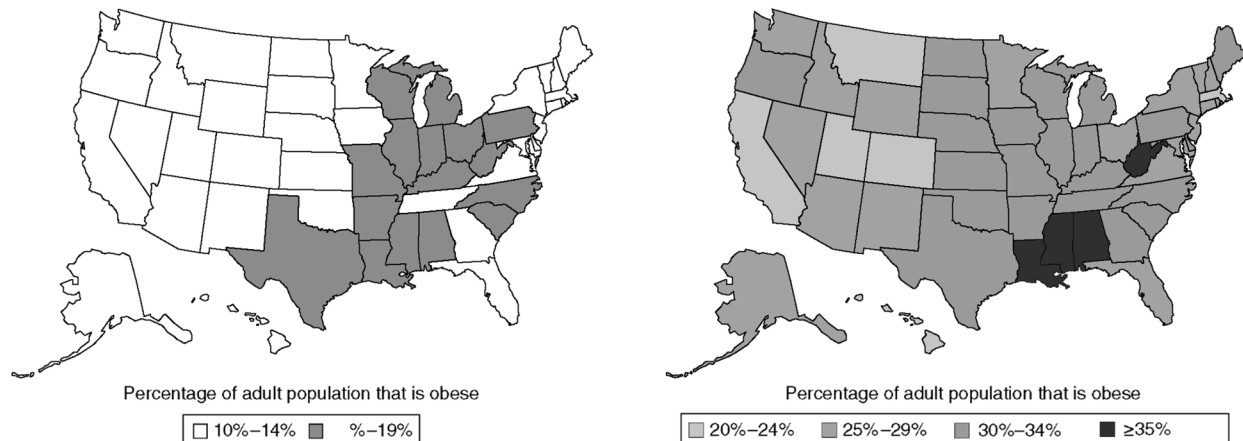 Percentage of adult population that is obese
10%–14% %–19%
Percentage of adult population that is obese
20%–24% 25%–29% 30%–34% ≥35%